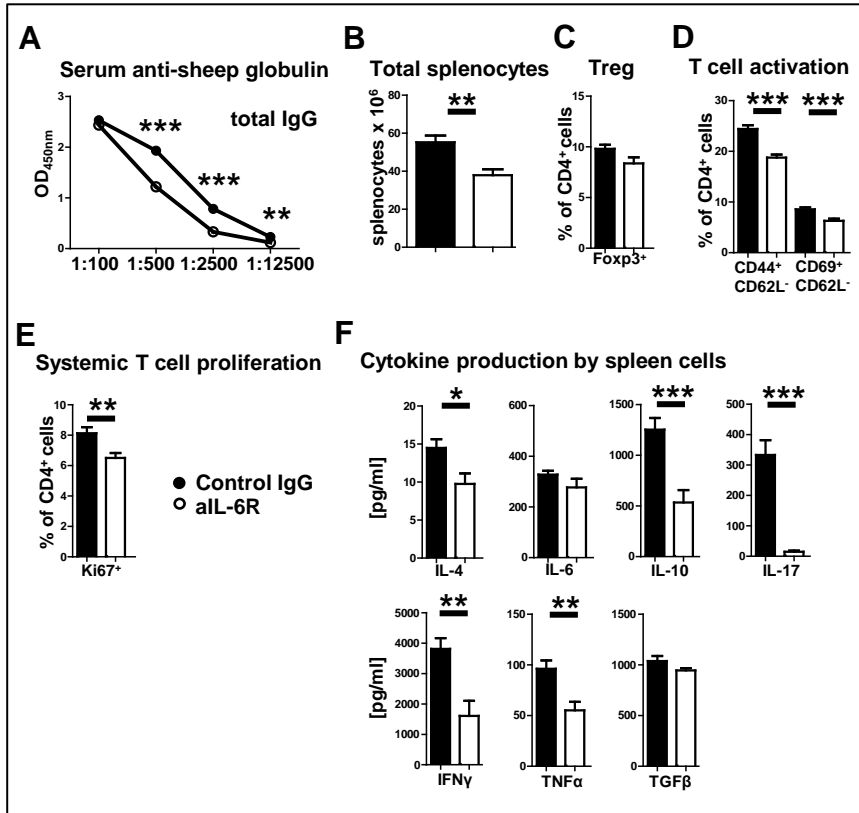 A
Serum anti-sheep globulin
total IgG
OD450nm
3
2
1
0
1:100 1:500 1:2500 1:12500
***
***
**
B
Total splenocytes
splenocytes x 10⁶
80
60
40
20
0
**
C
Treg
% of CD4⁺ cells
15
10
5
0
Foxp3⁺
D
T cell activation
% of CD4⁺ cells
30
20
10
0
*** ***
CD44⁺ CD69⁺
CD62L⁻ CD62L⁻
E
Systemic T cell proliferation
% of CD4⁺ cells
10
8
6
4
2
0
**
Ki67⁺
Control IgG
aIL-6R
F
Cytokine production by spleen cells
[pg/ml]
20
15
10
5
0
*
IL-4
600
400
200
0
IL-6
1500
1000
500
0
***
IL-10
500
400
300
200
100
0
***
IL-17
[pg/ml]
5000
4000
3000
2000
1000
0
**
IFNγ
150
100
50
0
**
TNFα
1500
1000
500
0
TGFβ